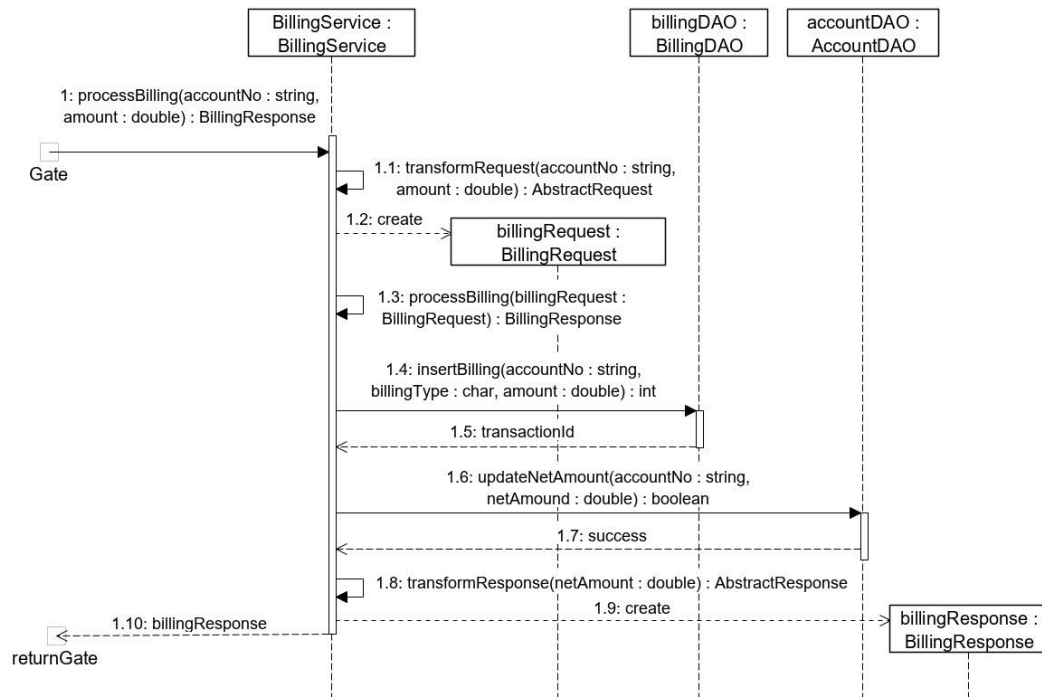 BillingService :
BillingService
billingDAO :
BillingDAO
accountDAO :
AccountDAO
1: processBilling(accountNo : string,
amount : double) : BillingResponse
Gate
1.1: transformRequest(accountNo : string,
amount : double) : AbstractRequest
1.2: create
billingRequest :
BillingRequest
1.3: processBilling(billingRequest :
BillingRequest) : BillingResponse
1.4: insertBilling(accountNo : string,
billingType : char, amount : double) : int
1.5: transactionId
1.6: updateNetAmount(accountNo : string,
netAmound : double) : boolean
1.7: success
1.8: transformResponse(netAmount : double) : AbstractResponse
1.9: create
billingResponse :
BillingResponse
1.10: billingResponse
returnGate